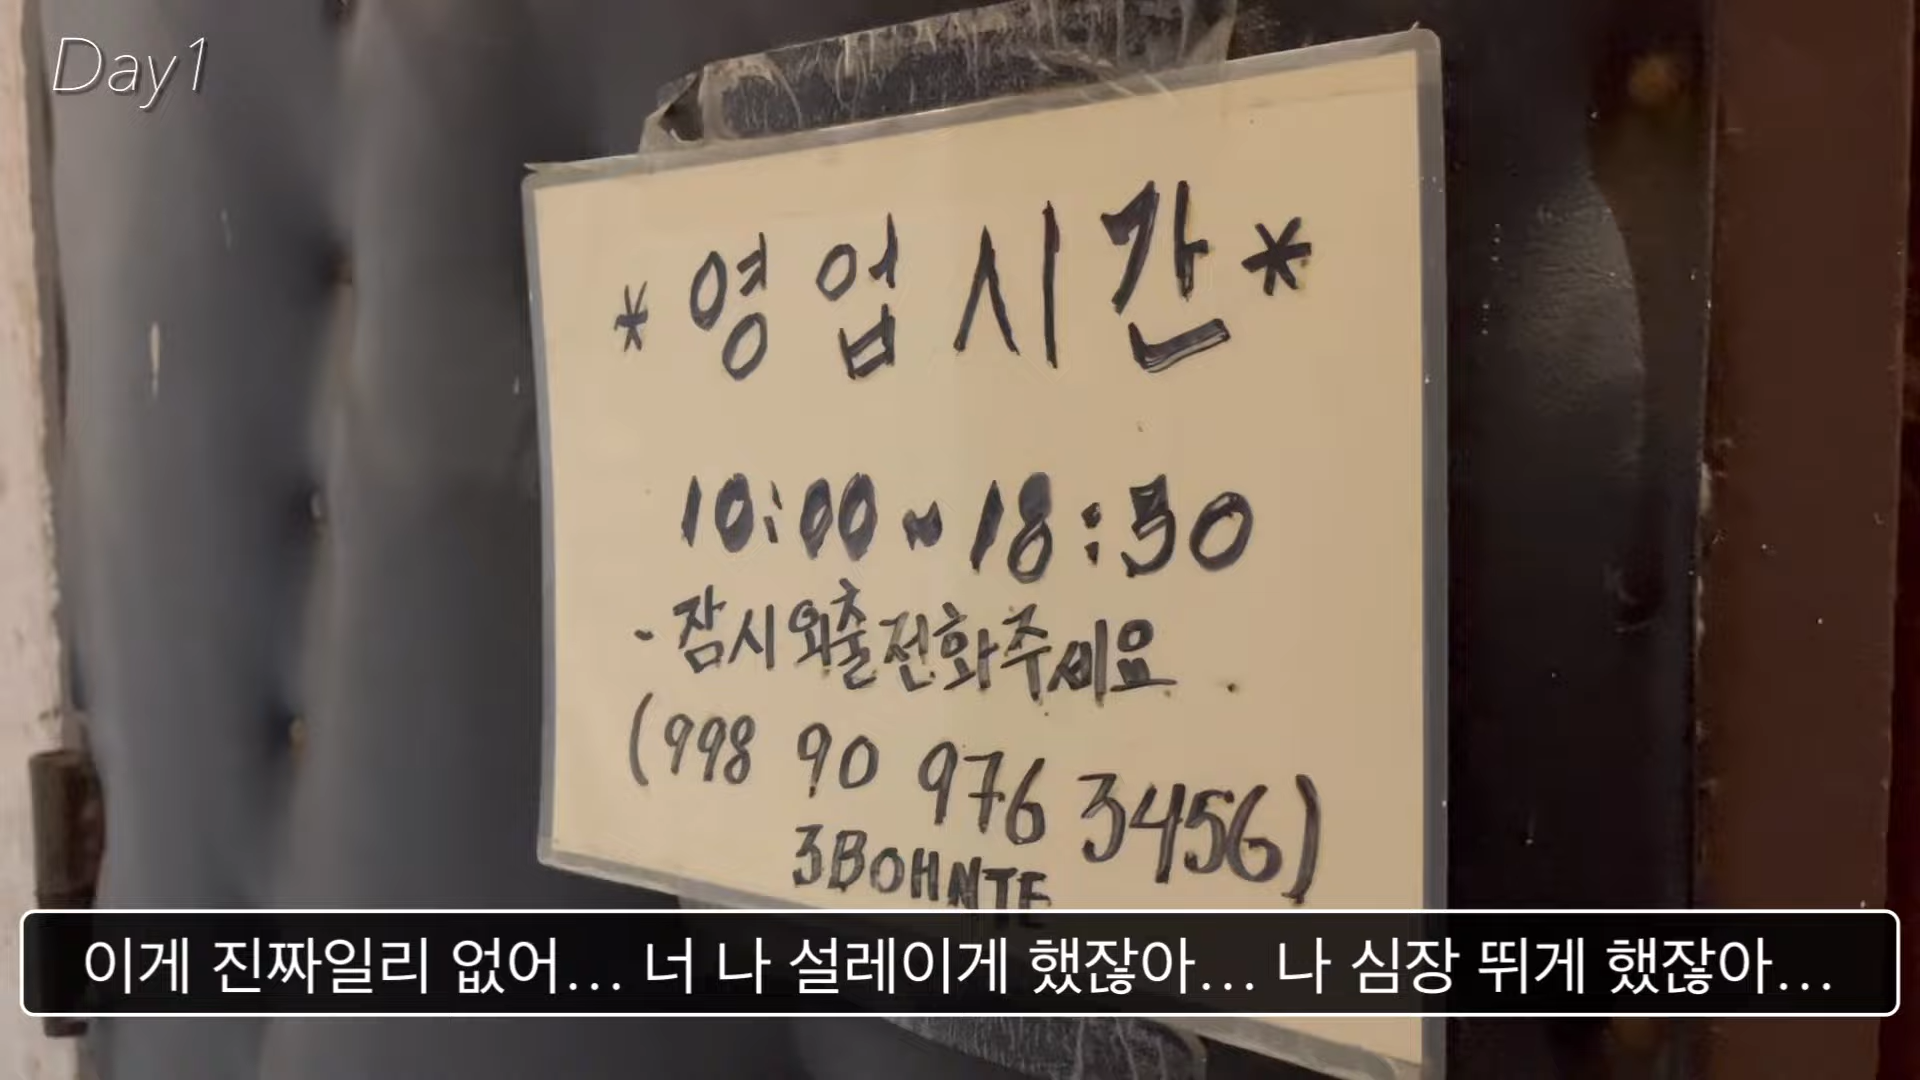 Day1
*영업시간*
10:00~18:30
- 잠시외출전화주세요
(998 90 976 3456)
ЗВОНИТЕ
이게 진짜일리 없어... 너 나 설레이게 했잖아... 나 심장 뛰게 했잖아...